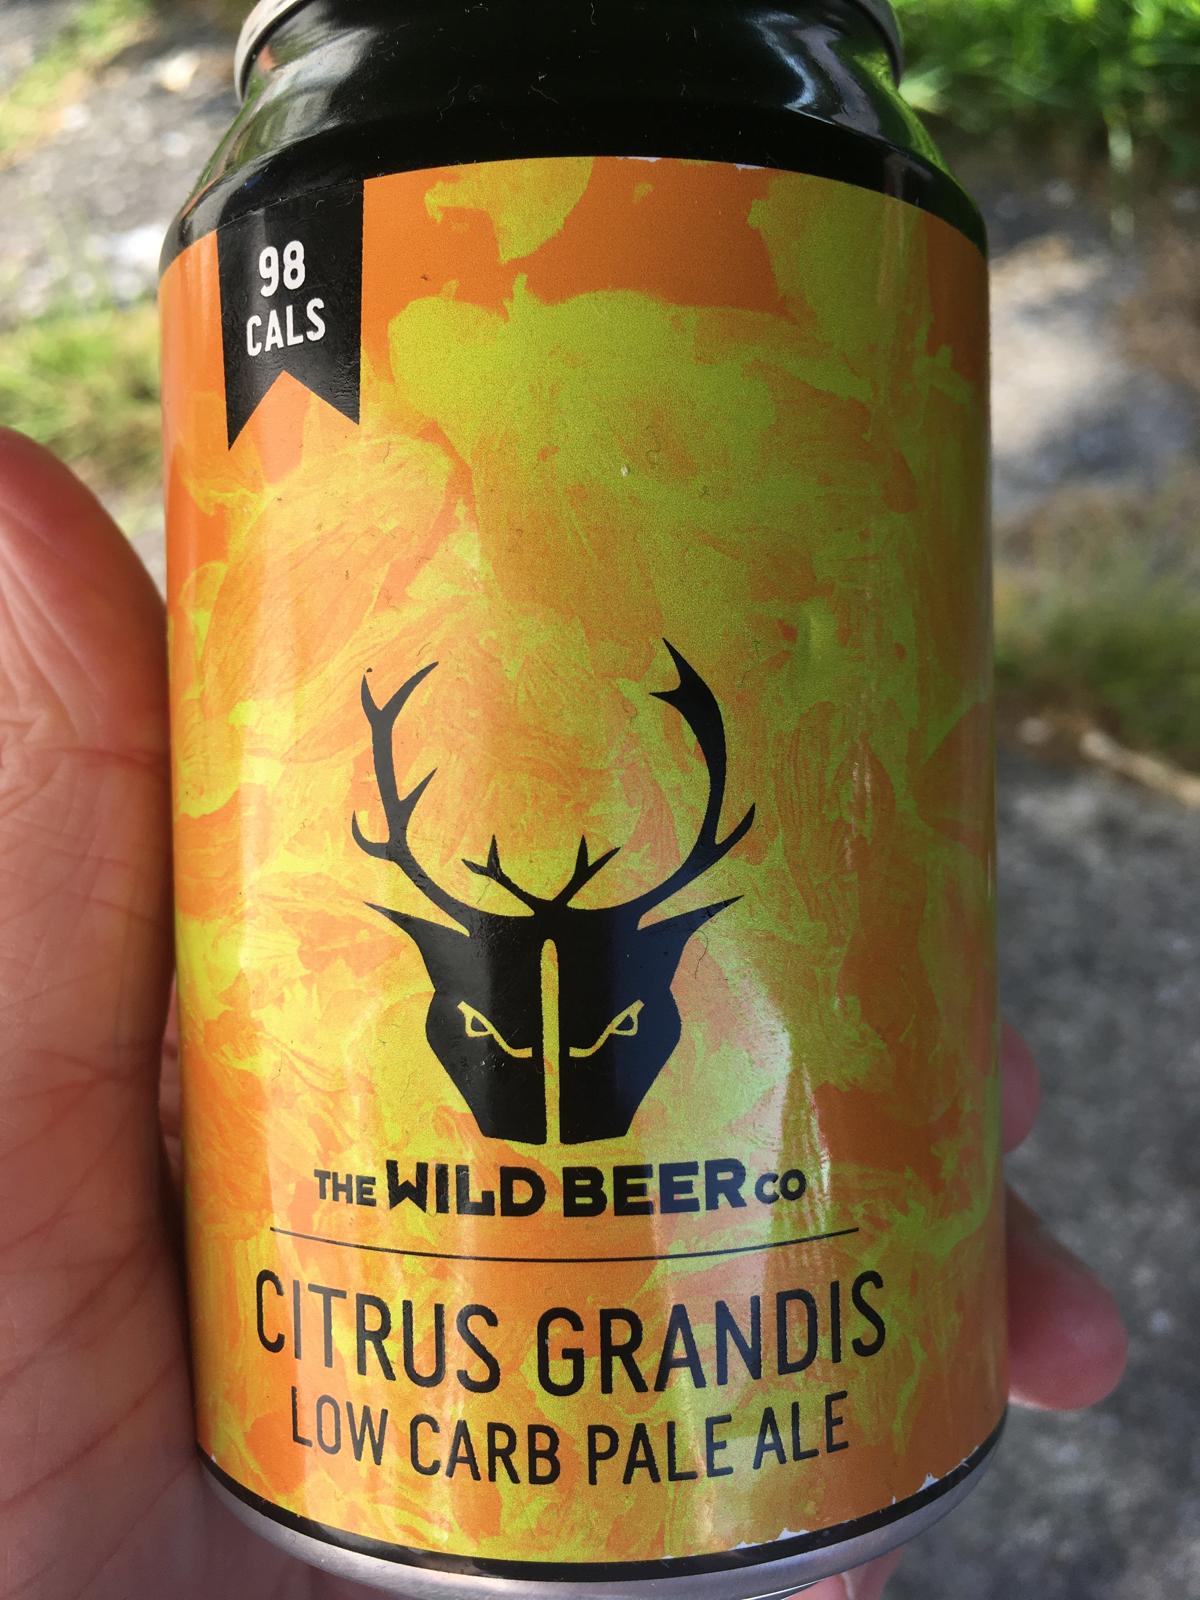 98
CALS
THE WILD BEER CO
CITRUS GRANDIS
LOW CARB PALE ALE